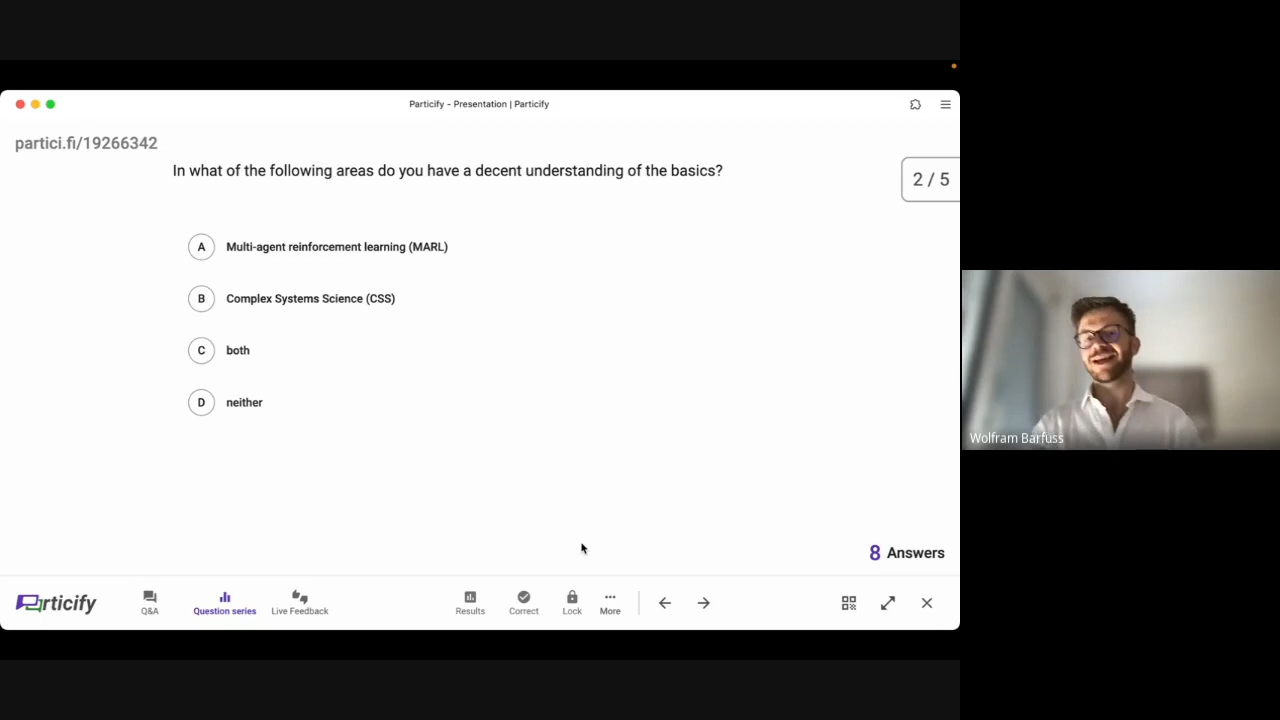 Particify - Presentation | Particify
partici.fi/19266342
In what of the following areas do you have a decent understanding of the basics?
2 / 5
A Multi-agent reinforcement learning (MARL)
B Complex Systems Science (CSS)
C both
D neither
Wolfram Barfuss
8 Answers
Particify
Q&A
Question series
Live Feedback
Results
Correct
Lock
More